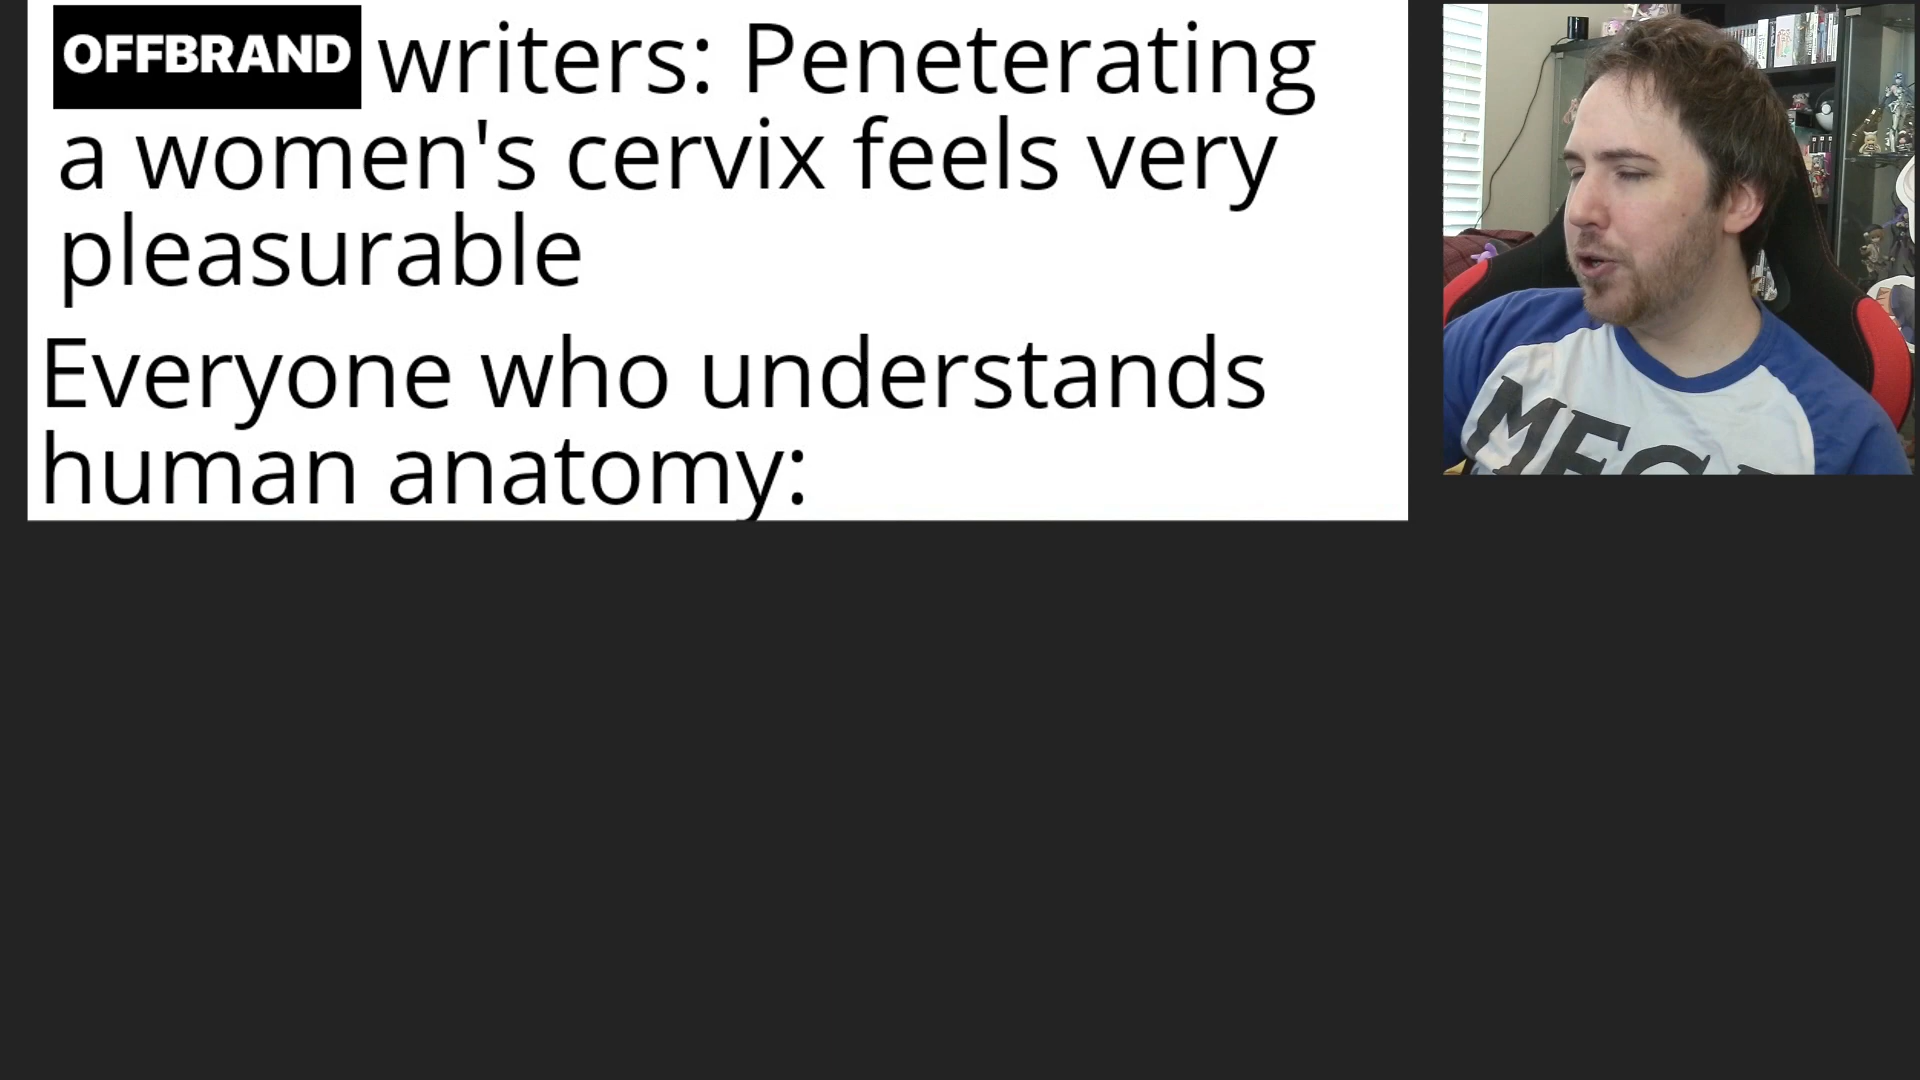 OFFBRAND writers: Peneterating
a women's cervix feels very
pleasurable
Everyone who understands
human anatomy: